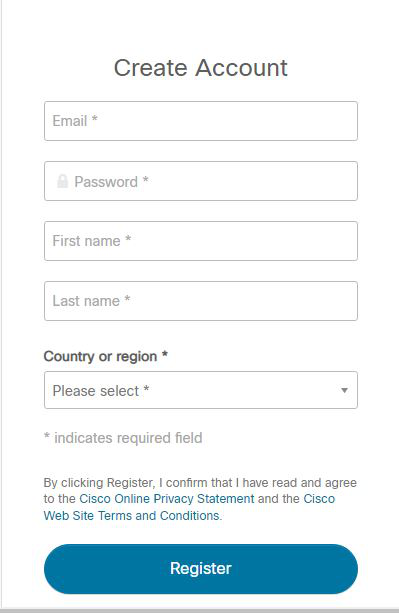 Create Account
Email *
Password *
First name *
Last name *
Country or region *
Please select *
* indicates required field
By clicking Register, I confirm that I have read and agree
to the Cisco Online Privacy Statement and the Cisco
Web Site Terms and Conditions.
Register